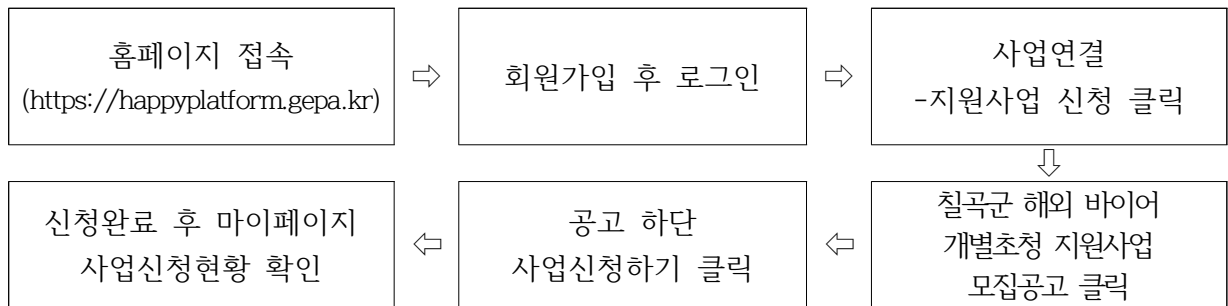 홈페이지 접속
(https://happyplatform.gepa.kr)
⇨
회원가입 후 로그인
⇨
사업연결
-지원사업 신청 클릭
⇩
칠곡군 해외 바이어
개별초청 지원사업
모집공고 클릭
⇦
공고 하단
사업신청하기 클릭
⇦
신청완료 후 마이페이지
사업신청현황 확인